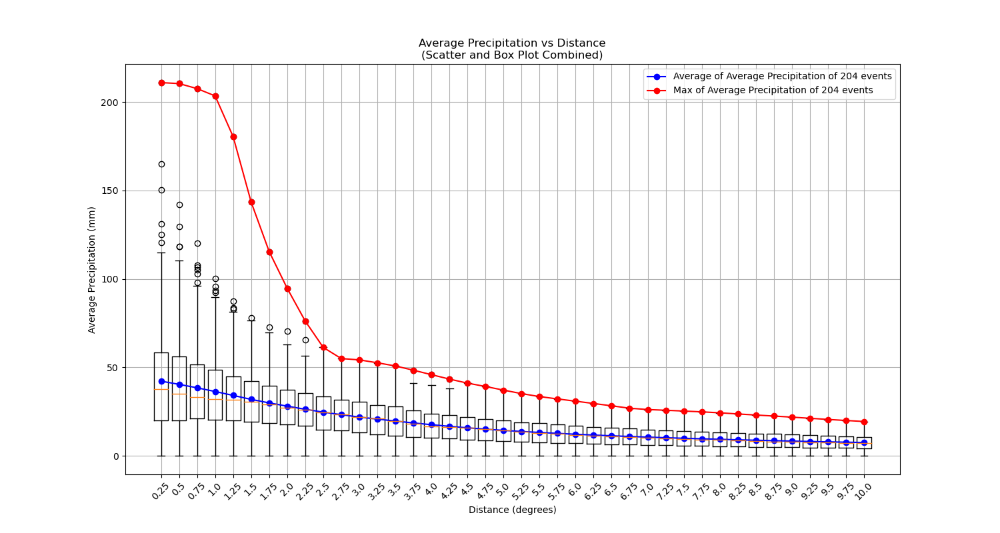 Average Precipitation vs Distance
(Scatter and Box Plot Combined)
Average of Average Precipitation of 204 events
Max of Average Precipitation of 204 events
Average Precipitation (mm)
200
150
100
50
0
0.25 0.5 0.75 1.0 1.25 1.5 1.75 2.0 2.25 2.5 2.75 3.0 3.25 3.5 3.75 4.0 4.25 4.5 4.75 5.0 5.25 5.5 5.75 6.0 6.25 6.5 6.75 7.0 7.25 7.5 7.75 8.0 8.25 8.5 8.75 9.0 9.25 9.5 9.75 10.0
Distance (degrees)